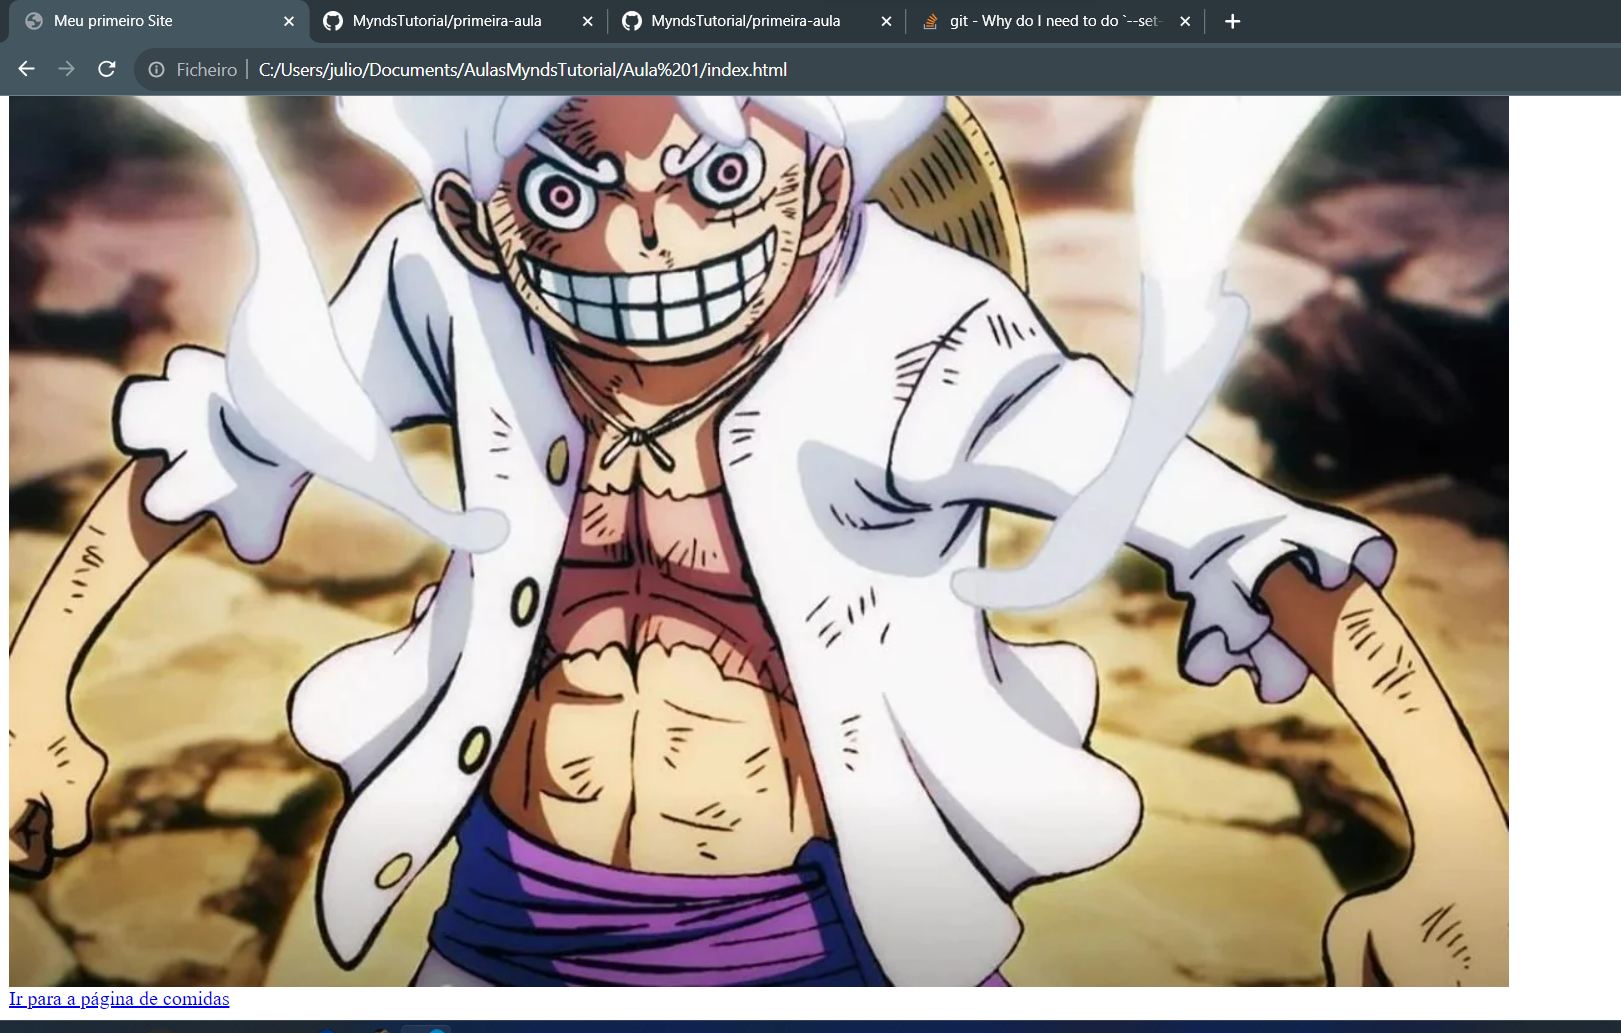 Meu primeiro Site
MyndsTutorial/primeira-aula
MyndsTutorial/primeira-aula
git - Why do I need to do `--set-
Ficheiro
C:/Users/julio/Documents/AulasMyndsTutorial/Aula%201/index.html
Ir para a página de comidas